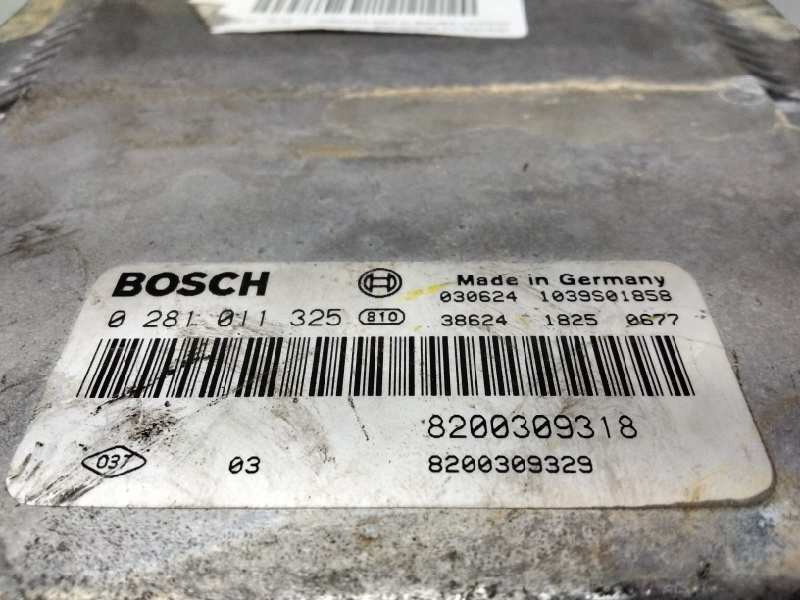 BOSCH
Made in Germany
030624 1039S01858
0 281 011 325 810 38624 1825 0677
8200309318
037 03 8200309329